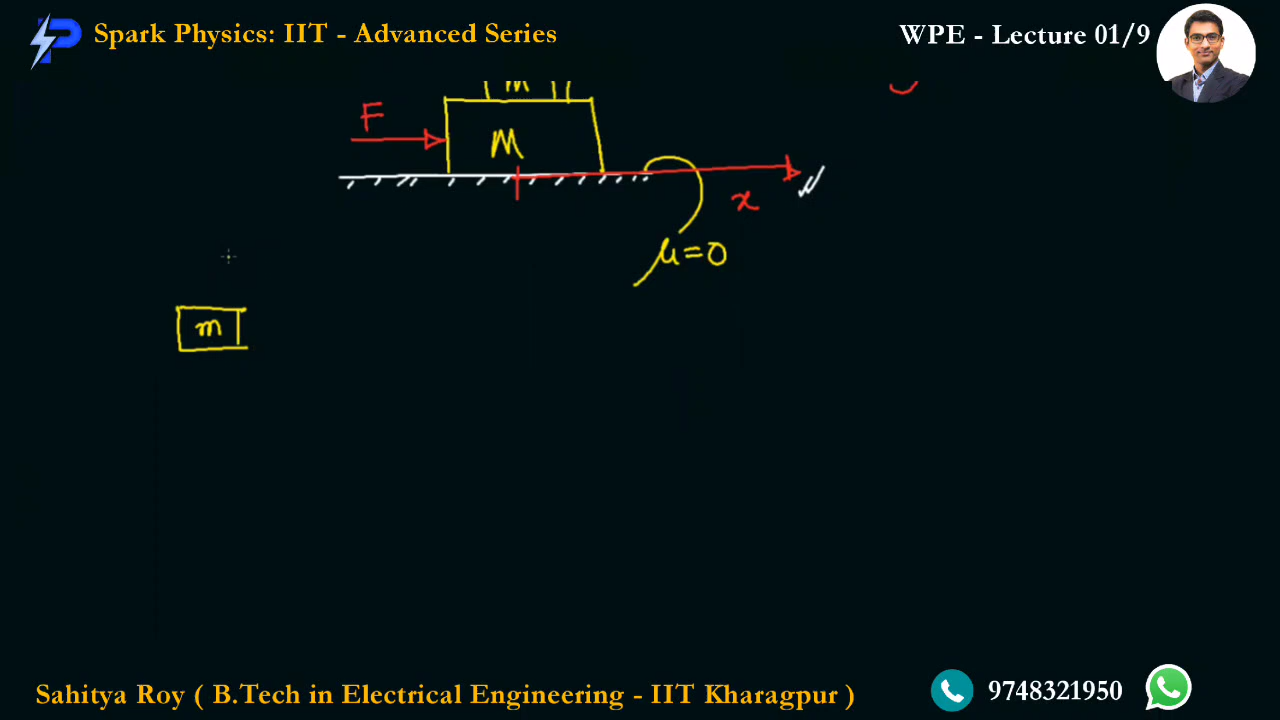 Spark Physics: IIT - Advanced Series
WPE - Lecture 01/9
m
F
M
x
μ=0
m
Sahitya Roy ( B.Tech in Electrical Engineering - IIT Kharagpur )
9748321950